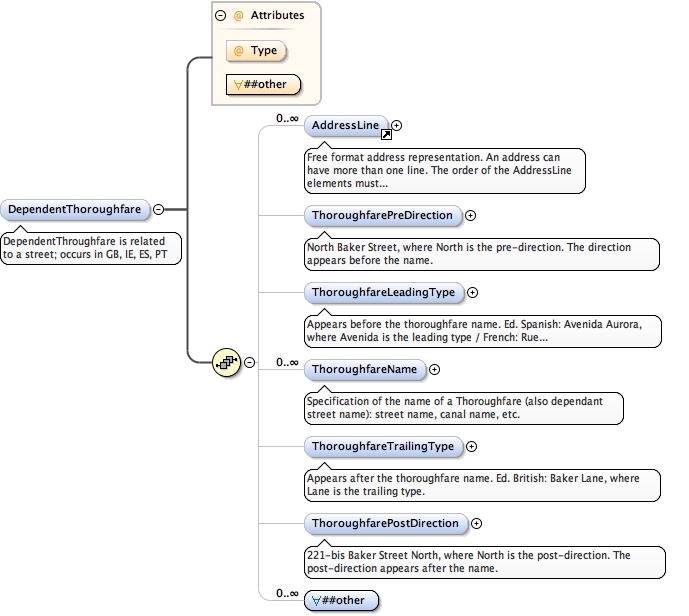 Attributes
@ Type
∀##other
0..∞
AddressLine
Free format address representation. An address can
have more than one line. The order of the AddressLine
elements must...
DependentThoroughfare
DependentThroughfare is related
to a street; occurs in GB, IE, ES, PT
ThoroughfarePreDirection
North Baker Street, where North is the pre-direction. The direction
appears before the name.
ThoroughfareLeadingType
Appears before the thoroughfare name. Ed. Spanish: Avenida Aurora,
where Avenida is the leading type / French: Rue...
0..∞
ThoroughfareName
Specification of the name of a Thoroughfare (also dependant
street name): street name, canal name, etc.
ThoroughfareTrailingType
Appears after the thoroughfare name. Ed. British: Baker Lane, where
Lane is the trailing type.
ThoroughfarePostDirection
221-bis Baker Street North, where North is the post-direction. The
post-direction appears after the name.
0..∞
∀##other